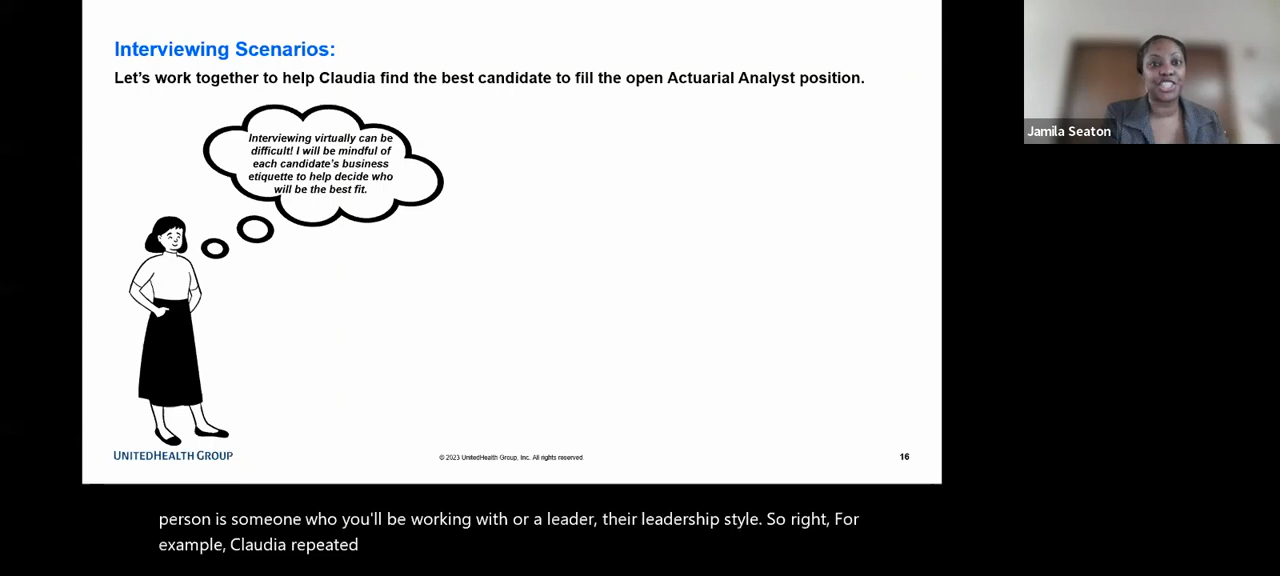 Interviewing Scenarios:
Let's work together to help Claudia find the best candidate to fill the open Actuarial Analyst position.
Interviewing virtually can be
difficult! I will be mindful of
each candidate's business
etiquette to help decide who
will be the best fit.
Jamila Seaton
UNITEDHEALTH GROUP
© 2023 UnitedHealth Group, Inc. All rights reserved
16
person is someone who you'll be working with or a leader, their leadership style. So right, For
example, Claudia repeated